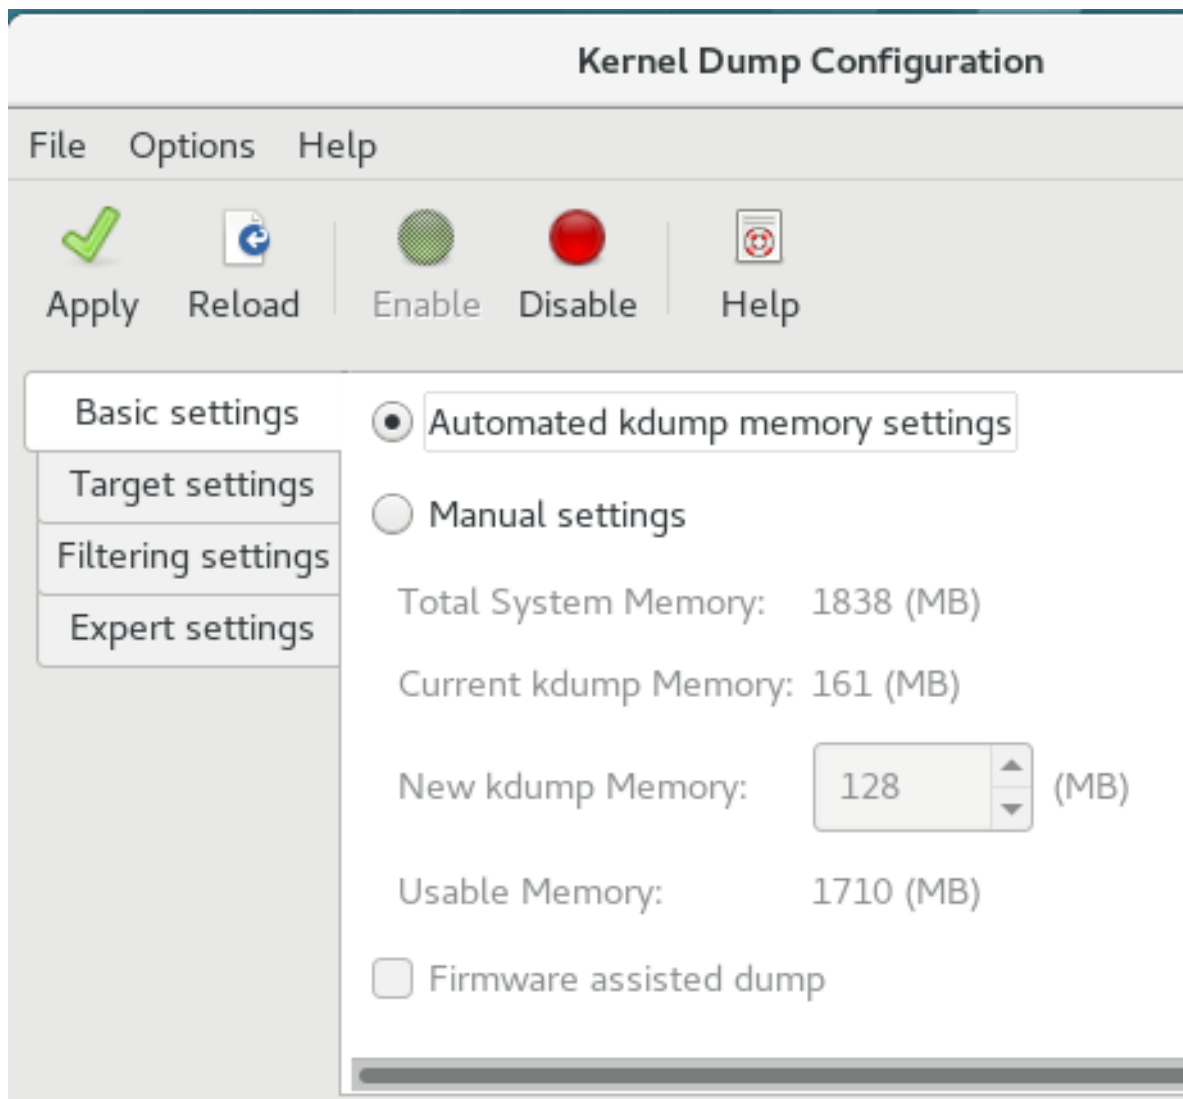 Kernel Dump Configuration
File Options Help
Apply Reload Enable Disable Help
Basic settings
Target settings
Filtering settings
Expert settings
Automated kdump memory settings
Manual settings
Total System Memory: 1838 (MB)
Current kdump Memory: 161 (MB)
New kdump Memory: 128 (MB)
Usable Memory: 1710 (MB)
Firmware assisted dump